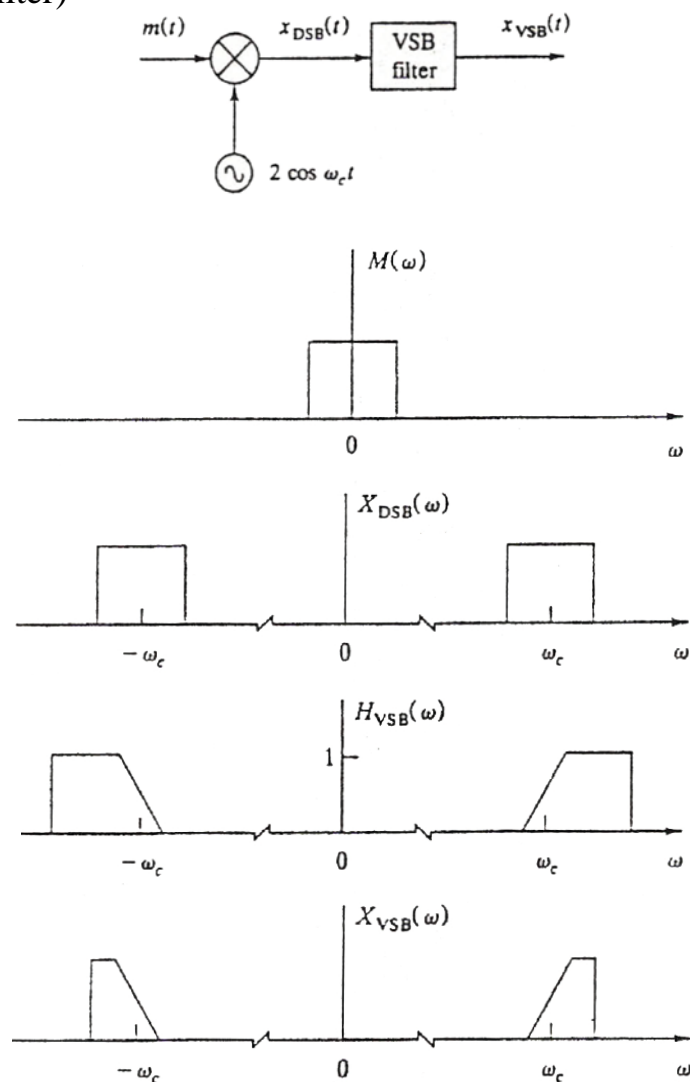 nter)
m(t) x_DSB(t) VSB filter x_VSB(t)
2 cos ω_c t
M(ω)
0 ω
X_DSB(ω)
−ω_c 0 ω_c ω
H_VSB(ω)
1
−ω_c 0 ω_c ω
X_VSB(ω)
−ω_c 0 ω_c ω